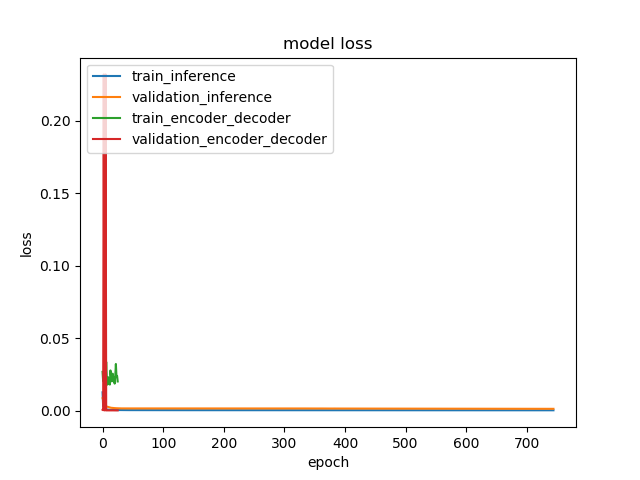 model loss
train_inference
validation_inference
train_encoder_decoder
validation_encoder_decoder
loss
0.20
0.15
0.10
0.05
0.00
0 100 200 300 400 500 600 700
epoch